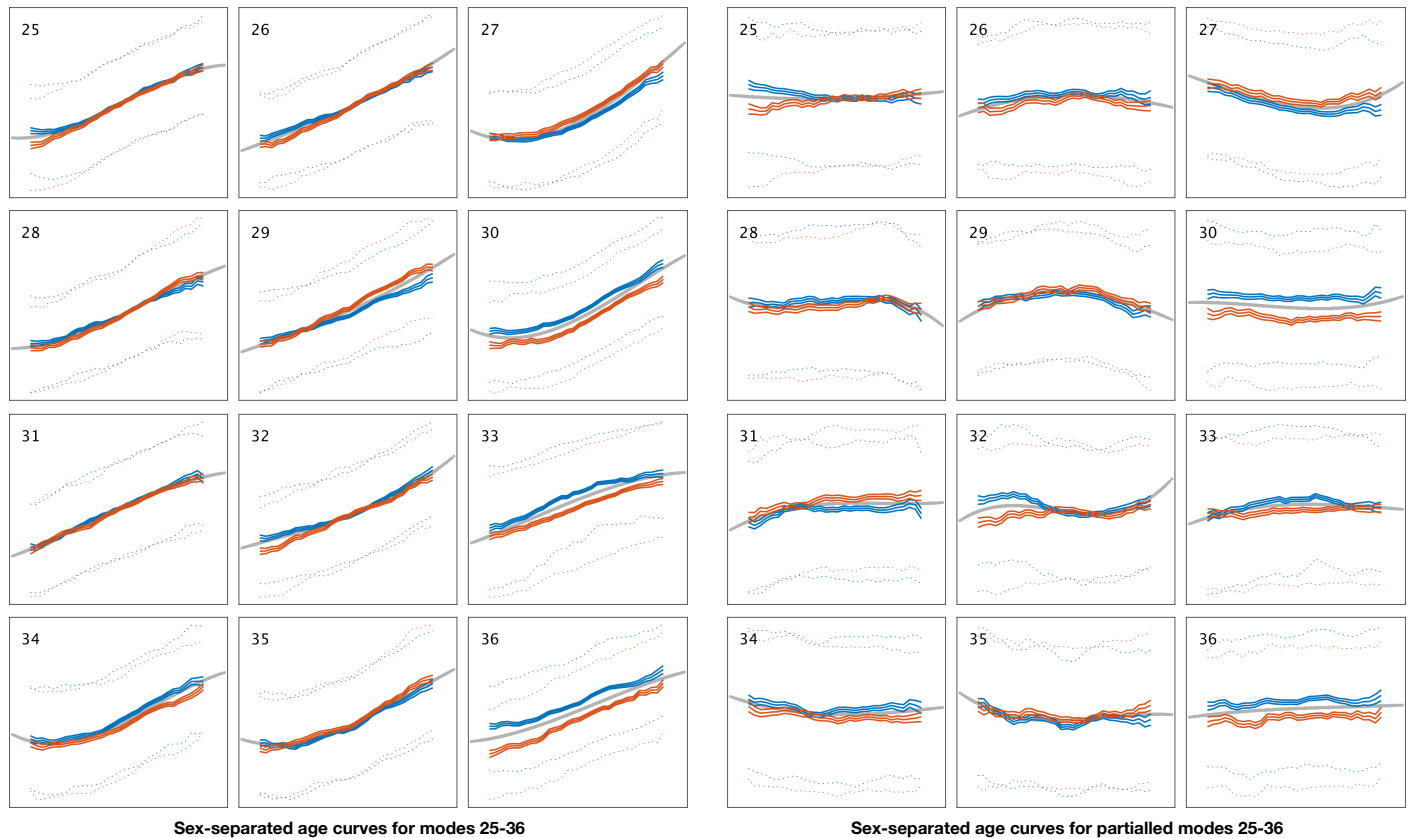 25 26 27 25 26 27
28 29 30 28 29 30
31 32 33 31 32 33
34 35 36 34 35 36
Sex-separated age curves for modes 25-36
Sex-separated age curves for partialled modes 25-36